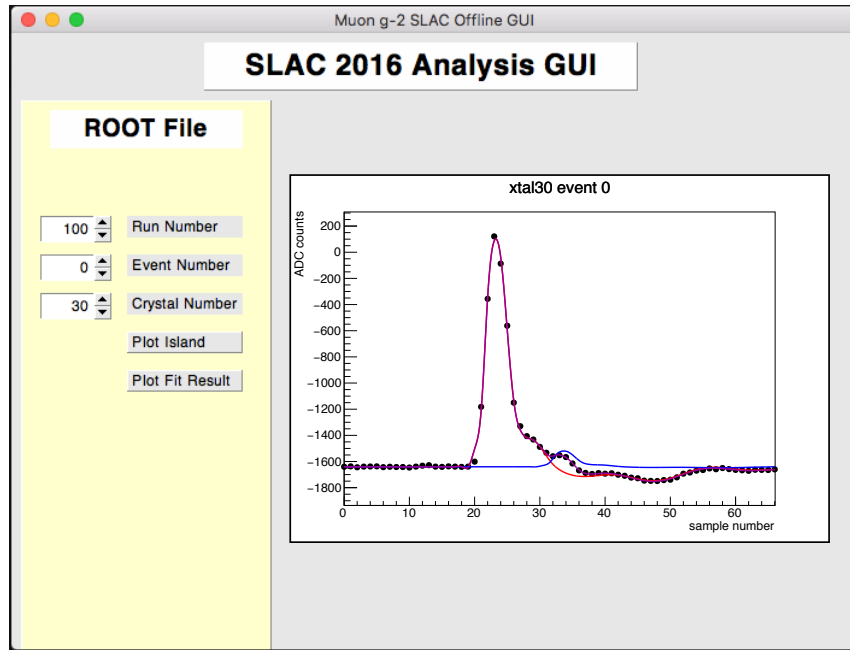 Muon g-2 SLAC Offline GUI
SLAC 2016 Analysis GUI
ROOT File
100 Run Number
0 Event Number
30 Crystal Number
Plot Island
Plot Fit Result
xtal30 event 0
ADC counts
200
0
−200
−400
−600
−800
−1000
−1200
−1400
−1600
−1800
0 10 20 30 40 50 60
sample number